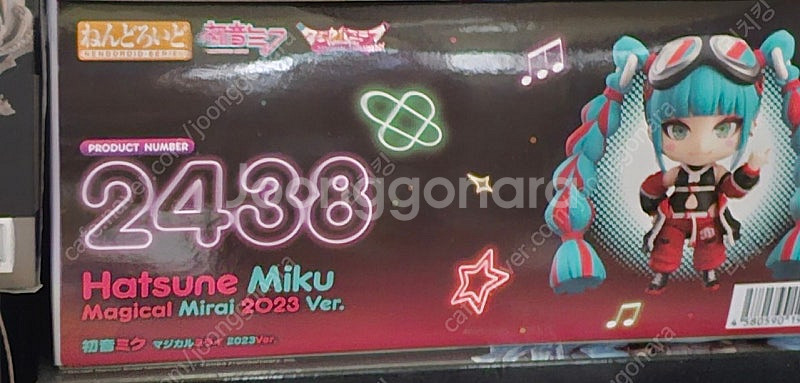 ねんどろいど
NENDOROID SERIES
初音ミク
PRODUCT NUMBER
2438
Hatsune Miku
Magical Mirai 2023 Ver.
初音ミク マジカルミライ 2023Ver.
Joonggonara